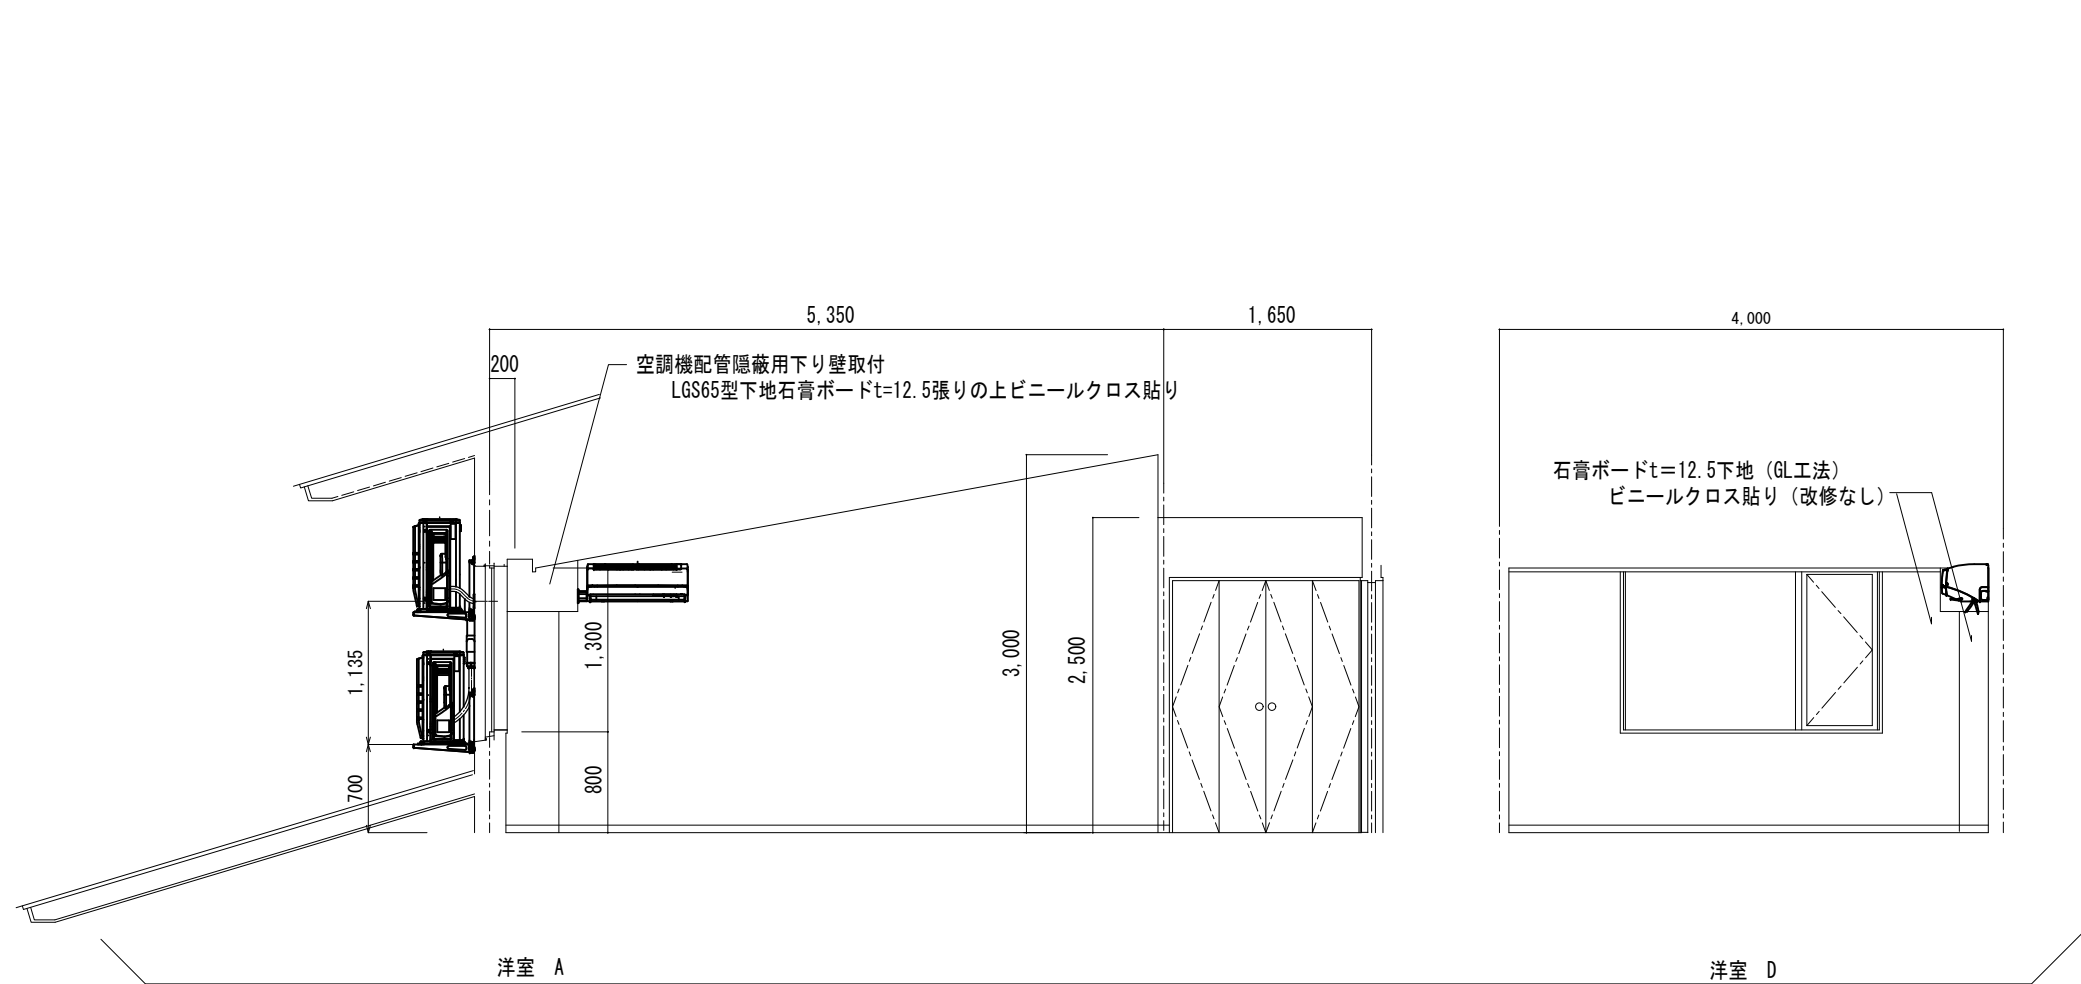 5,350
1,650
4,000
200
空調機配管隠蔽用下り壁取付
LGS65型下地石膏ボードt=12.5張りの上ビニールクロス貼り
石膏ボードt＝12.5下地（GL工法）
ビニールクロス貼り（改修なし）
1,135
700
1,300
800
3,000
2,500
洋室　A
洋室　D